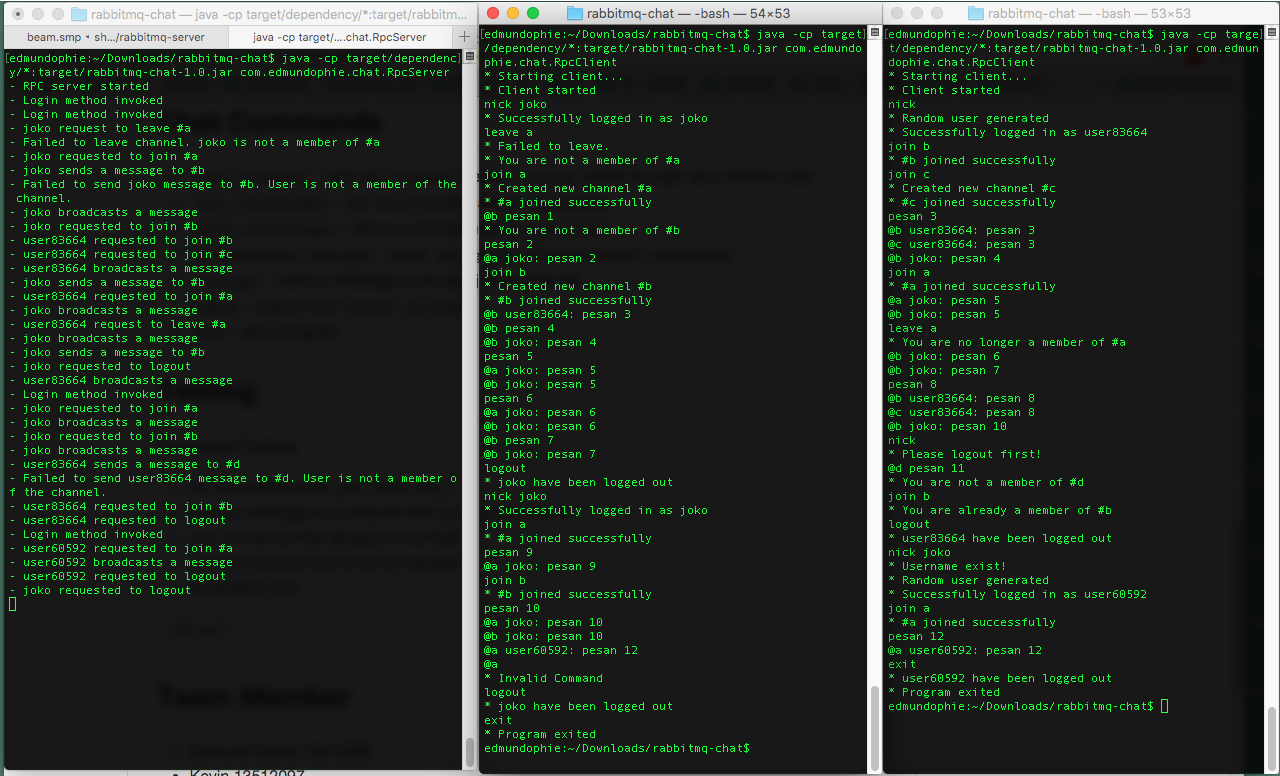 rabbitmq-chat — java -cp target/dependency/*:target/rabbitm...
beam.smp • sh.../rabbitmq-server
java -cp target/....chat.RpcServer
[edmundophie:~/Downloads/rabbitmq-chat$ java -cp target/dependenc]
y/*:target/rabbitmq-chat-1.0.jar com.edmundophie.chat.RpcServer
- RPC server started
- Login method invoked
- Login method invoked
- joko request to leave #a
- Failed to leave channel. joko is not a member of #a
- joko requested to join #a
- joko sends a message to #b
- Failed to send joko message to #b. User is not a member of the
 channel.
- joko broadcasts a message
- joko requested to join #b
- user83664 requested to join #b
- user83664 requested to join #c
- user83664 broadcasts a message
- joko sends a message to #b
- user83664 requested to join #a
- joko broadcasts a message
- user83664 request to leave #a
- joko broadcasts a message
- joko sends a message to #b
- joko requested to logout
- user83664 broadcasts a message
- Login method invoked
- joko requested to join #a
- joko broadcasts a message
- joko requested to join #b
- joko broadcasts a message
- user83664 sends a message to #d
- Failed to send user83664 message to #d. User is not a member o
f the channel.
- user83664 requested to join #b
- user83664 requested to logout
- Login method invoked
- user60592 requested to join #a
- user60592 broadcasts a message
- user60592 requested to logout
- joko requested to logout
Team Member
Kevin 13512097
rabbitmq-chat — -bash — 54×53
[edmundophie:~/Downloads/rabbitmq-chat$ java -cp target]
/dependency/*:target/rabbitmq-chat-1.0.jar com.edmundo
phie.chat.RpcClient
* Starting client...
* Client started
nick joko
* Successfully logged in as joko
leave a
* Failed to leave.
* You are not a member of #a
join a
* Created new channel #a
* #a joined successfully
@b pesan 1
* You are not a member of #b
pesan 2
@a joko: pesan 2
join b
* Created new channel #b
* #b joined successfully
@b user83664: pesan 3
@b pesan 4
@b joko: pesan 4
pesan 5
@a joko: pesan 5
@b joko: pesan 5
pesan 6
@a joko: pesan 6
@b joko: pesan 6
@b pesan 7
@b joko: pesan 7
logout
* joko have been logged out
nick joko
* Successfully logged in as joko
join a
* #a joined successfully
pesan 9
@a joko: pesan 9
join b
* #b joined successfully
pesan 10
@a joko: pesan 10
@b joko: pesan 10
@a user60592: pesan 12
@a
* Invalid Command
logout
* joko have been logged out
exit
* Program exited
edmundophie:~/Downloads/rabbitmq-chat$
rabbitmq-chat — -bash — 53×53
[edmundophie:~/Downloads/rabbitmq-chat$ java -cp targe]
t/dependency/*:target/rabbitmq-chat-1.0.jar com.edmun
dophie.chat.RpcClient
* Starting client...
* Client started
nick
* Random user generated
* Successfully logged in as user83664
join b
* #b joined successfully
join c
* Created new channel #c
* #c joined successfully
pesan 3
@b user83664: pesan 3
@c user83664: pesan 3
@b joko: pesan 4
join a
* #a joined successfully
@a joko: pesan 5
@b joko: pesan 5
leave a
* You are no longer a member of #a
@b joko: pesan 6
@b joko: pesan 7
pesan 8
@b user83664: pesan 8
@c user83664: pesan 8
@b joko: pesan 10
nick
* Please logout first!
@d pesan 11
* You are not a member of #d
join b
* You are already a member of #b
logout
* user83664 have been logged out
nick joko
* Username exist!
* Random user generated
* Successfully logged in as user60592
join a
* #a joined successfully
pesan 12
@a user60592: pesan 12
exit
* user60592 have been logged out
* Program exited
edmundophie:~/Downloads/rabbitmq-chat$